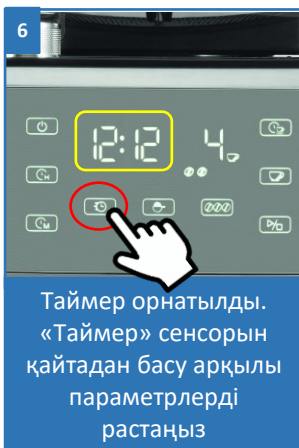 6
12:12 4
Таймер орнатылды.
«Таймер» сенсорын
қайтадан басу арқылы
параметрлерді
растаңыз